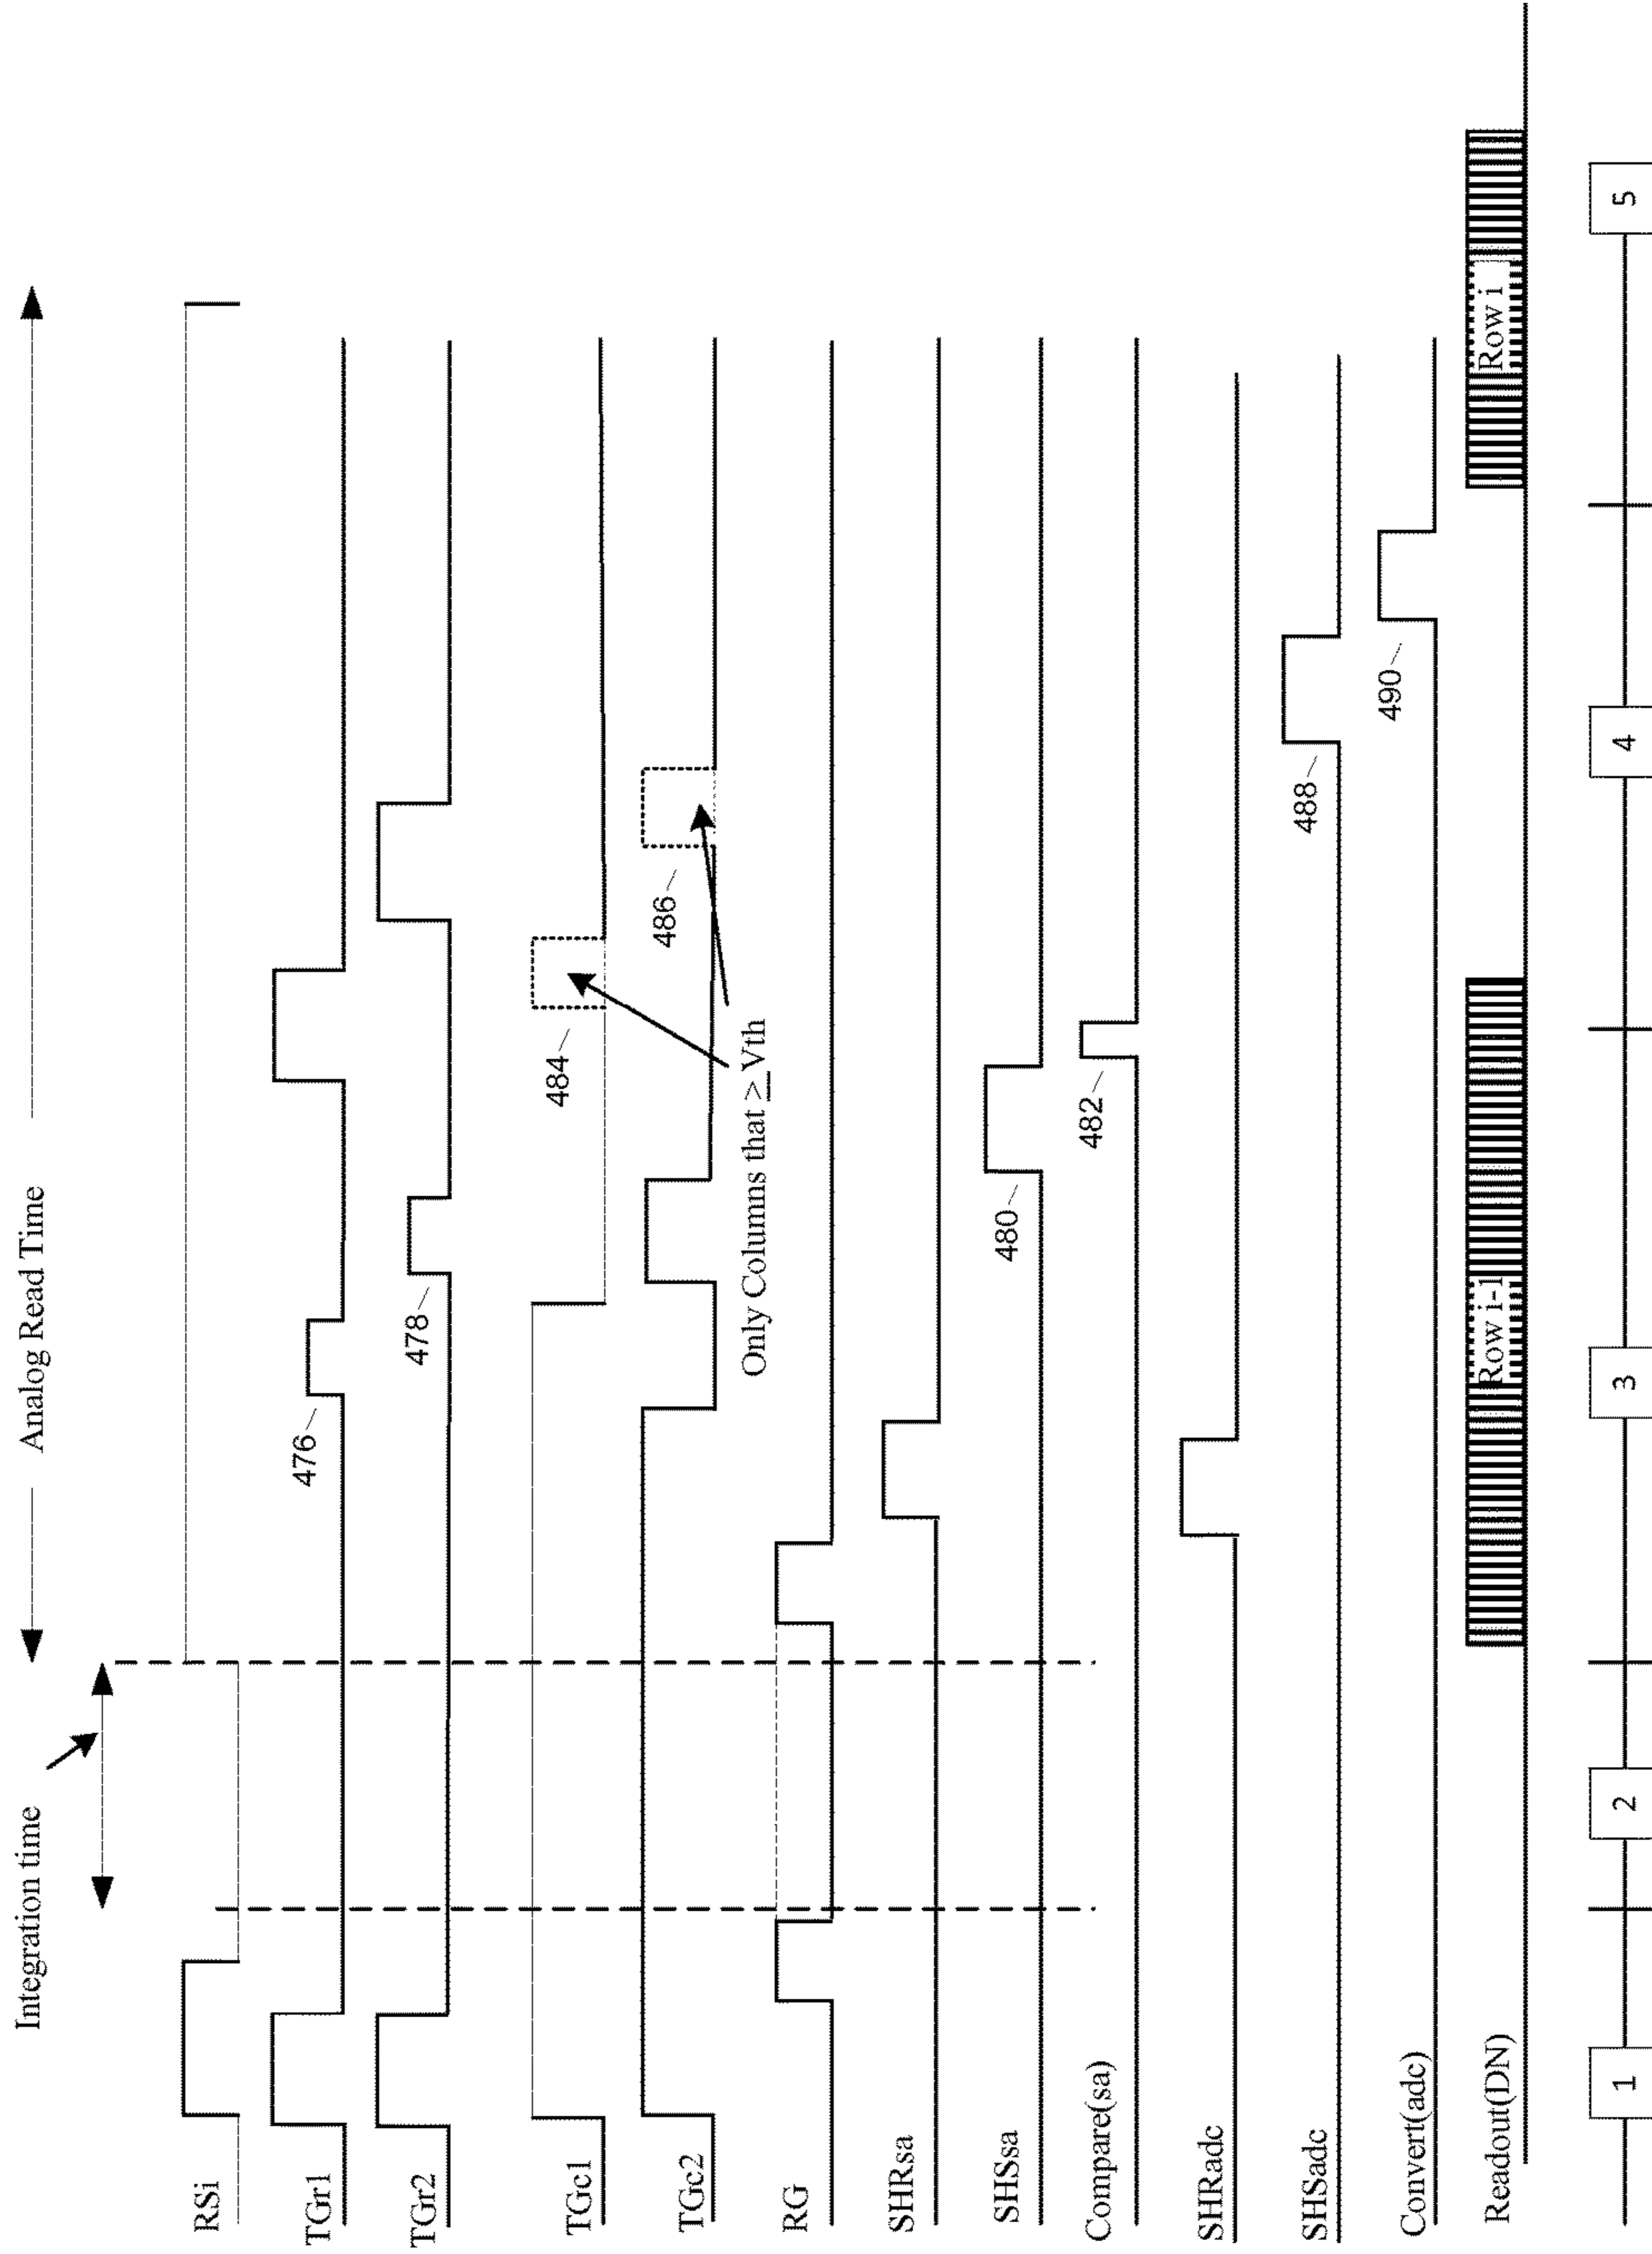 Integration time
Analog Read Time
RSi
TGr1
476
TGr2
478
TGc1
484
TGc2
486
Only Columns that ≥ Vth
RG
SHRsa
SHSsa
480
Compare(sa)
482
SHRadc
SHSadc
488
Convert(adc)
490
Readout(DN)
Row i-1
Row i
1
2
3
4
5